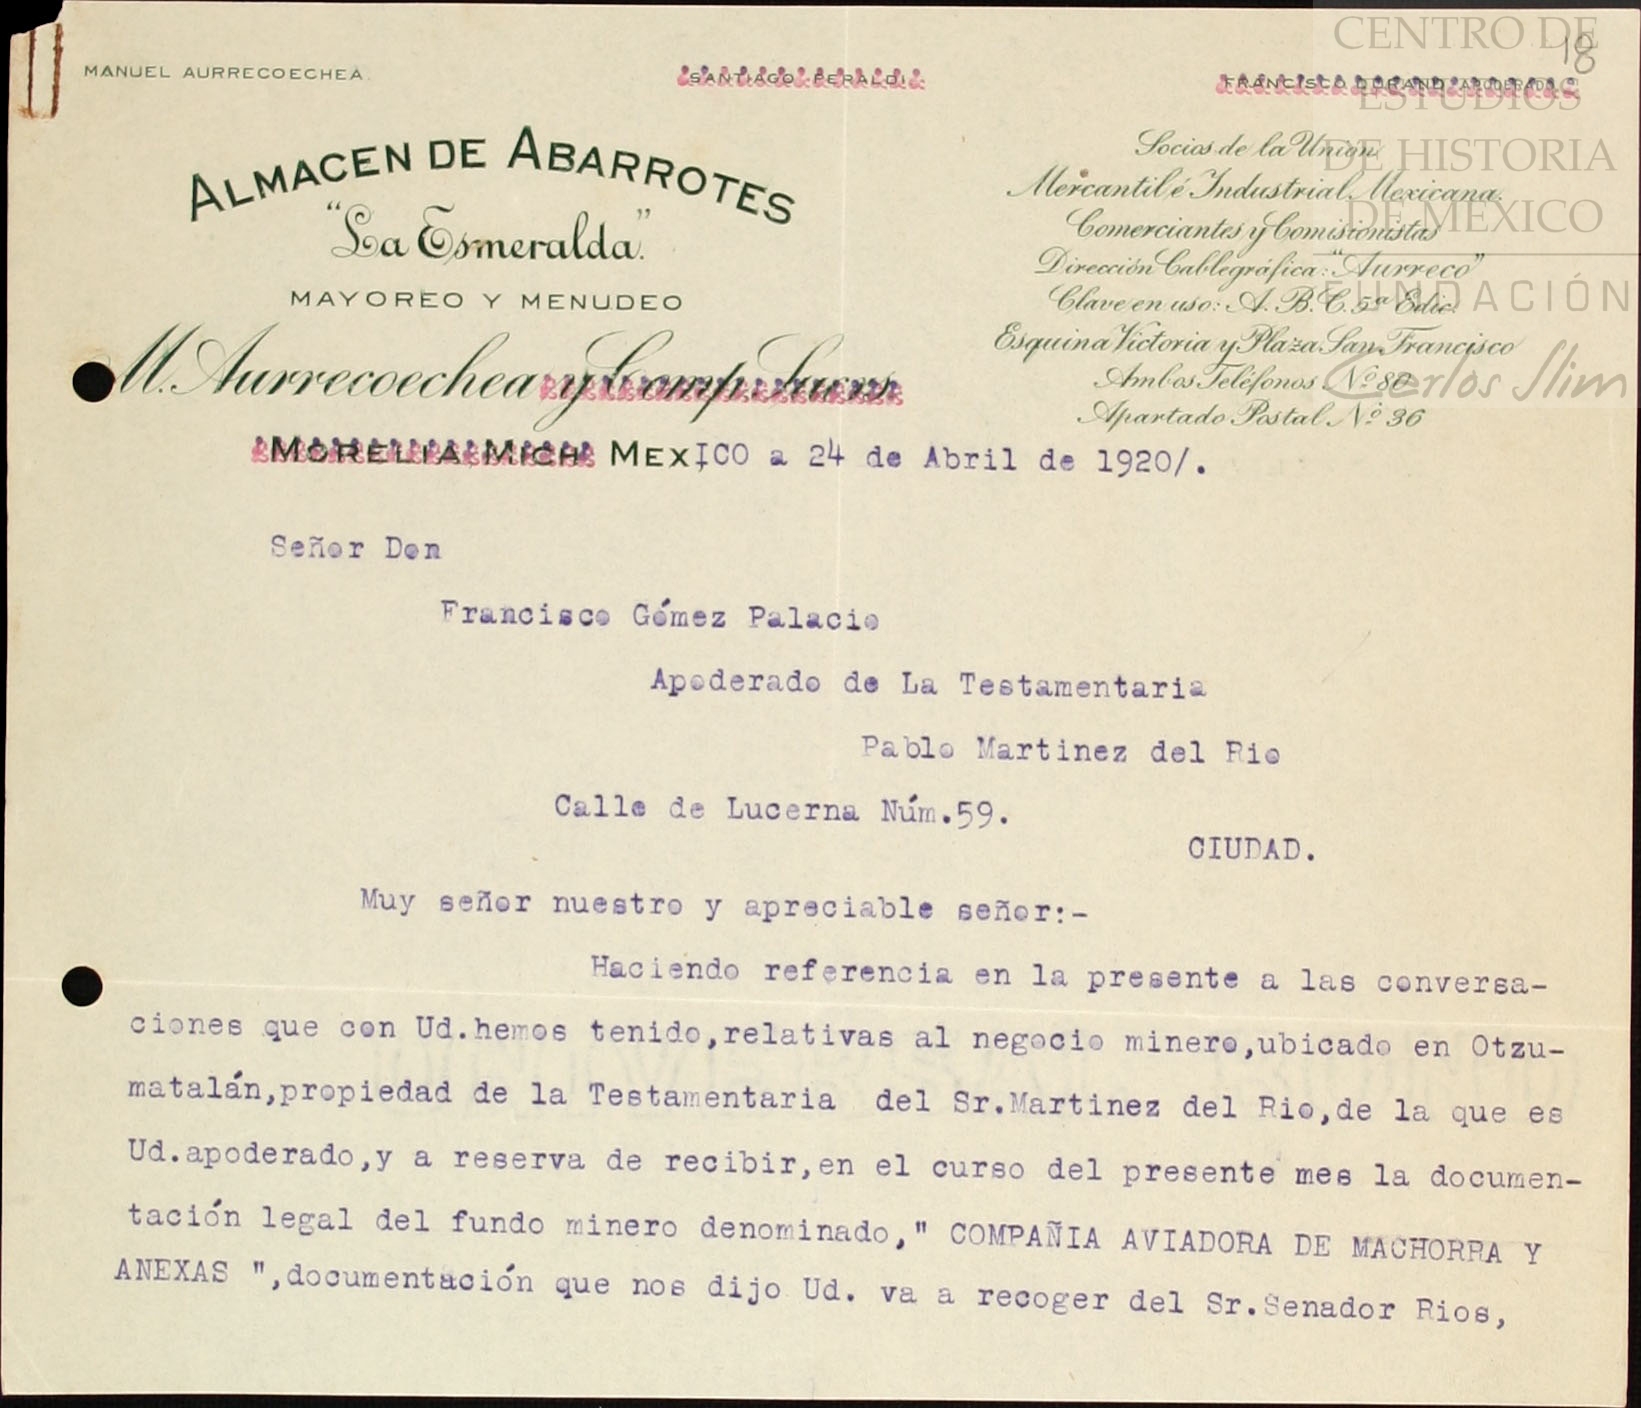 18
MANUEL AURRECOECHEA. SANTIAGO PERALDI. FRANCISCO DURAND APODERADO.
ALMACEN DE ABARROTES
"La Esmeralda".
MAYOREO Y MENUDEO
M. Aurrecoechea y Comp. Sucrs.
Socios de la Unión
Mercantil é Industrial Mexicana.
Comerciantes y Comisionistas
Dirección Cablegráfica: "Aurreco"
Clave en uso: A. B. C. 5a Edic.
Esquina Victoria y Plaza San Francisco
Ambos Teléfonos Nº 80
Apartado Postal Nº 36
CENTRO DE
ESTUDIOS
DE HISTORIA
DE MEXICO
FUNDACIÓN
Carlos Slim
MORELIA, MICH. MEXICO a 24 de Abril de 1920/.
Señor Don
Francisco Gómez Palacio
Apoderado de La Testamentaria
Pablo Martinez del Rio
Calle de Lucerna Núm.59.
CIUDAD.
Muy señor nuestro y apreciable señor:-
Haciendo referencia en la presente a las conversa-
ciones que con Ud.hemos tenido,relativas al negocio minero,ubicado en Otzu-
matalán,propiedad de la Testamentaria del Sr.Martinez del Rio,de la que es
Ud.apoderado,y a reserva de recibir,en el curso del presente mes la documen-
tación legal del fundo minero denominado," COMPAÑIA AVIADORA DE MACHORRA Y
ANEXAS ",documentación que nos dijo Ud. va a recoger del Sr.Senador Rios,